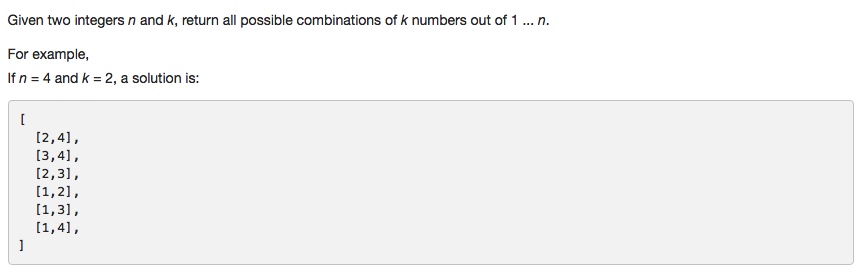 Given two integers n and k, return all possible combinations of k numbers out of 1 ... n.
For example,
If n = 4 and k = 2, a solution is:
[
  [2,4],
  [3,4],
  [2,3],
  [1,2],
  [1,3],
  [1,4],
]